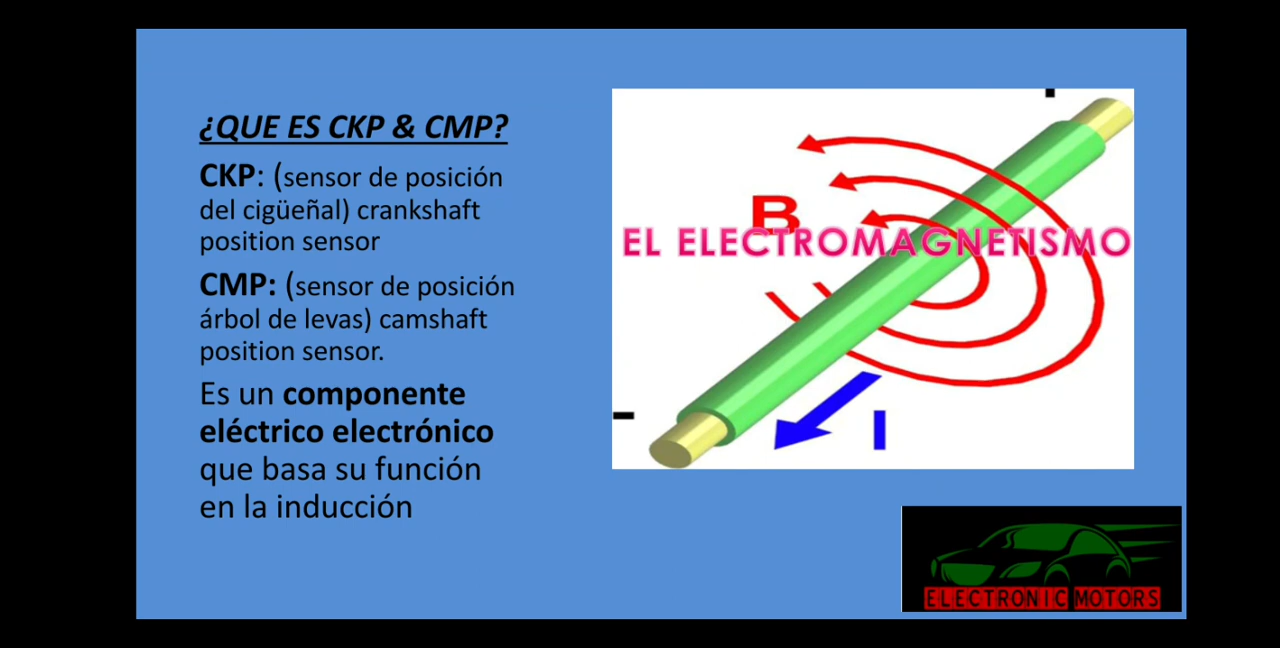 ¿QUE ES CKP & CMP?
CKP: (sensor de posición
del cigüeñal) crankshaft
position sensor
CMP: (sensor de posición
árbol de levas) camshaft
position sensor.
Es un componente
eléctrico electrónico
que basa su función
en la inducción
B
EL ELECTROMAGNETISMO
I
ELECTRONIC MOTORS